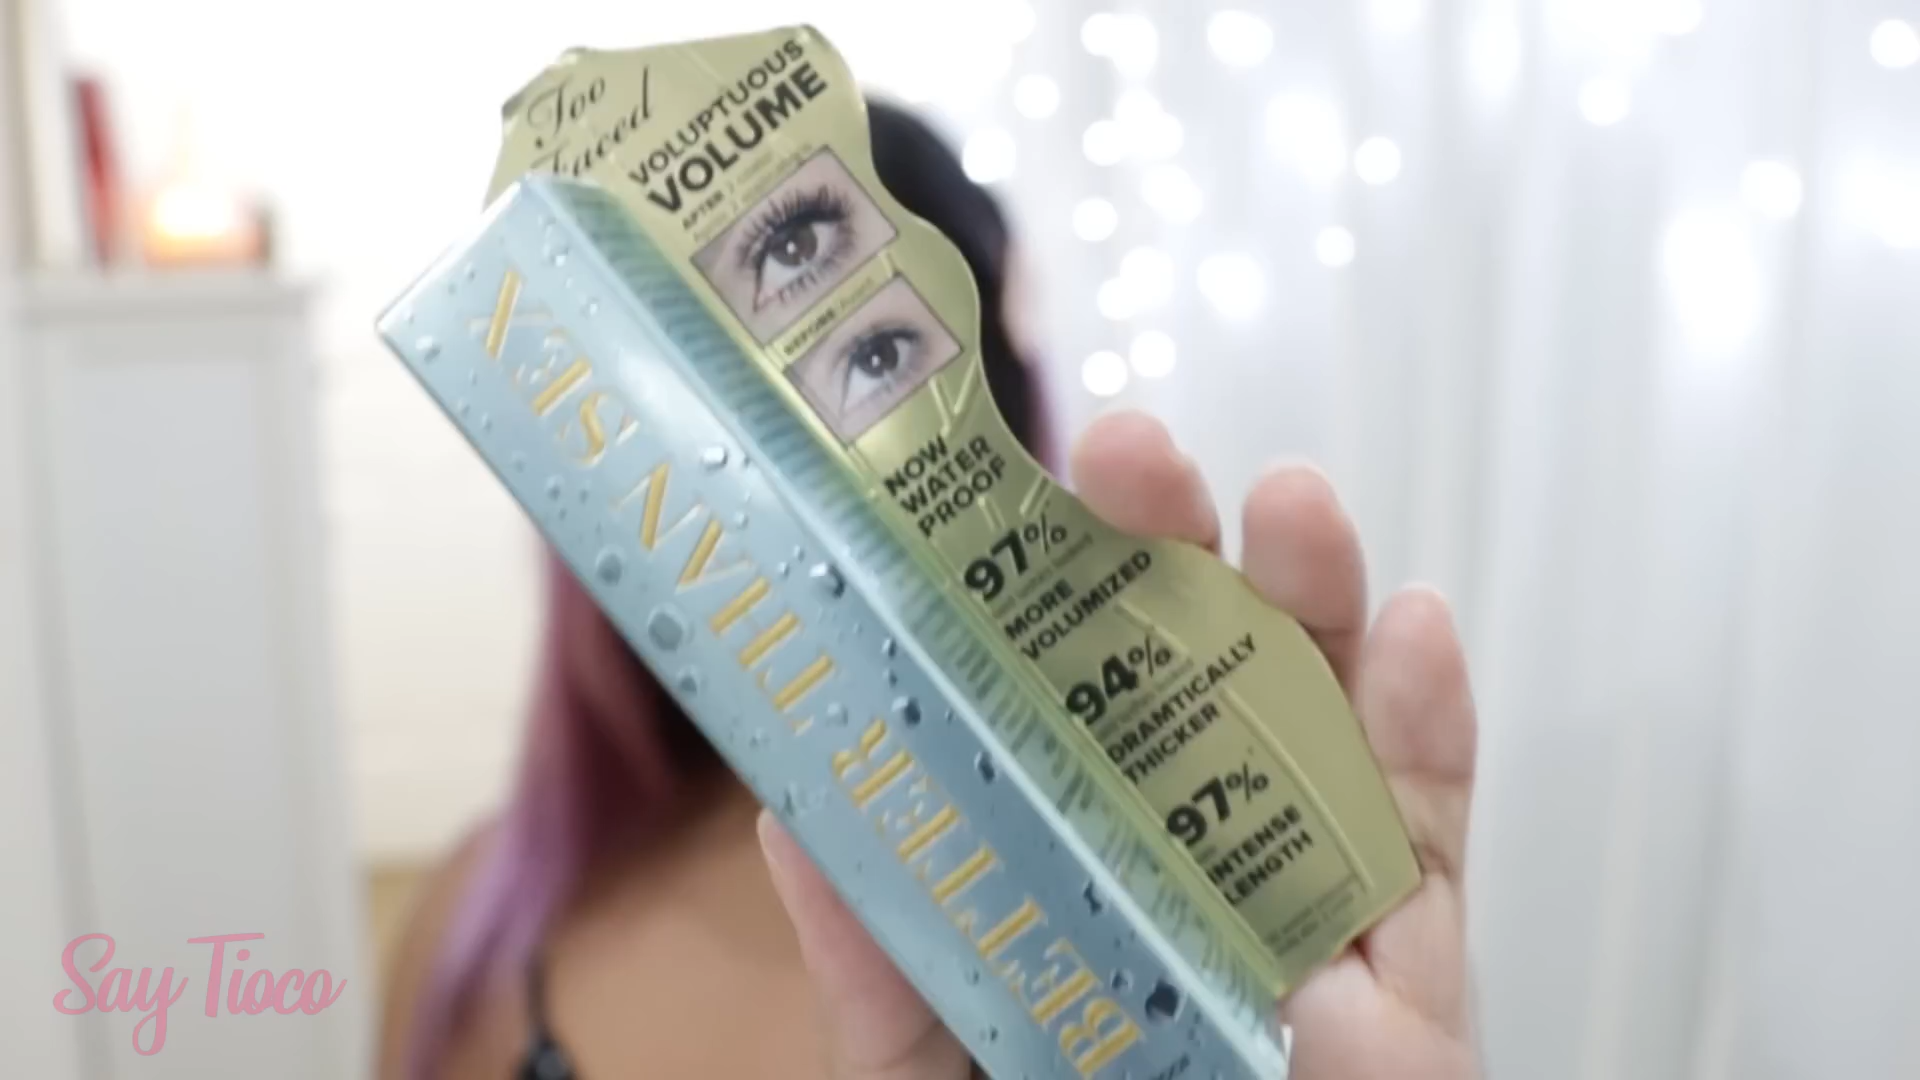 Too
Faced
VOLUPTUOUS
VOLUME
AFTER
BEFORE
NOW
WATER
PROOF
97%
MORE
VOLUMIZED
94%
DRAMTICALLY
THICKER
97%
INTENSE
LENGTH
BETTER THAN SEX
Say Tioco